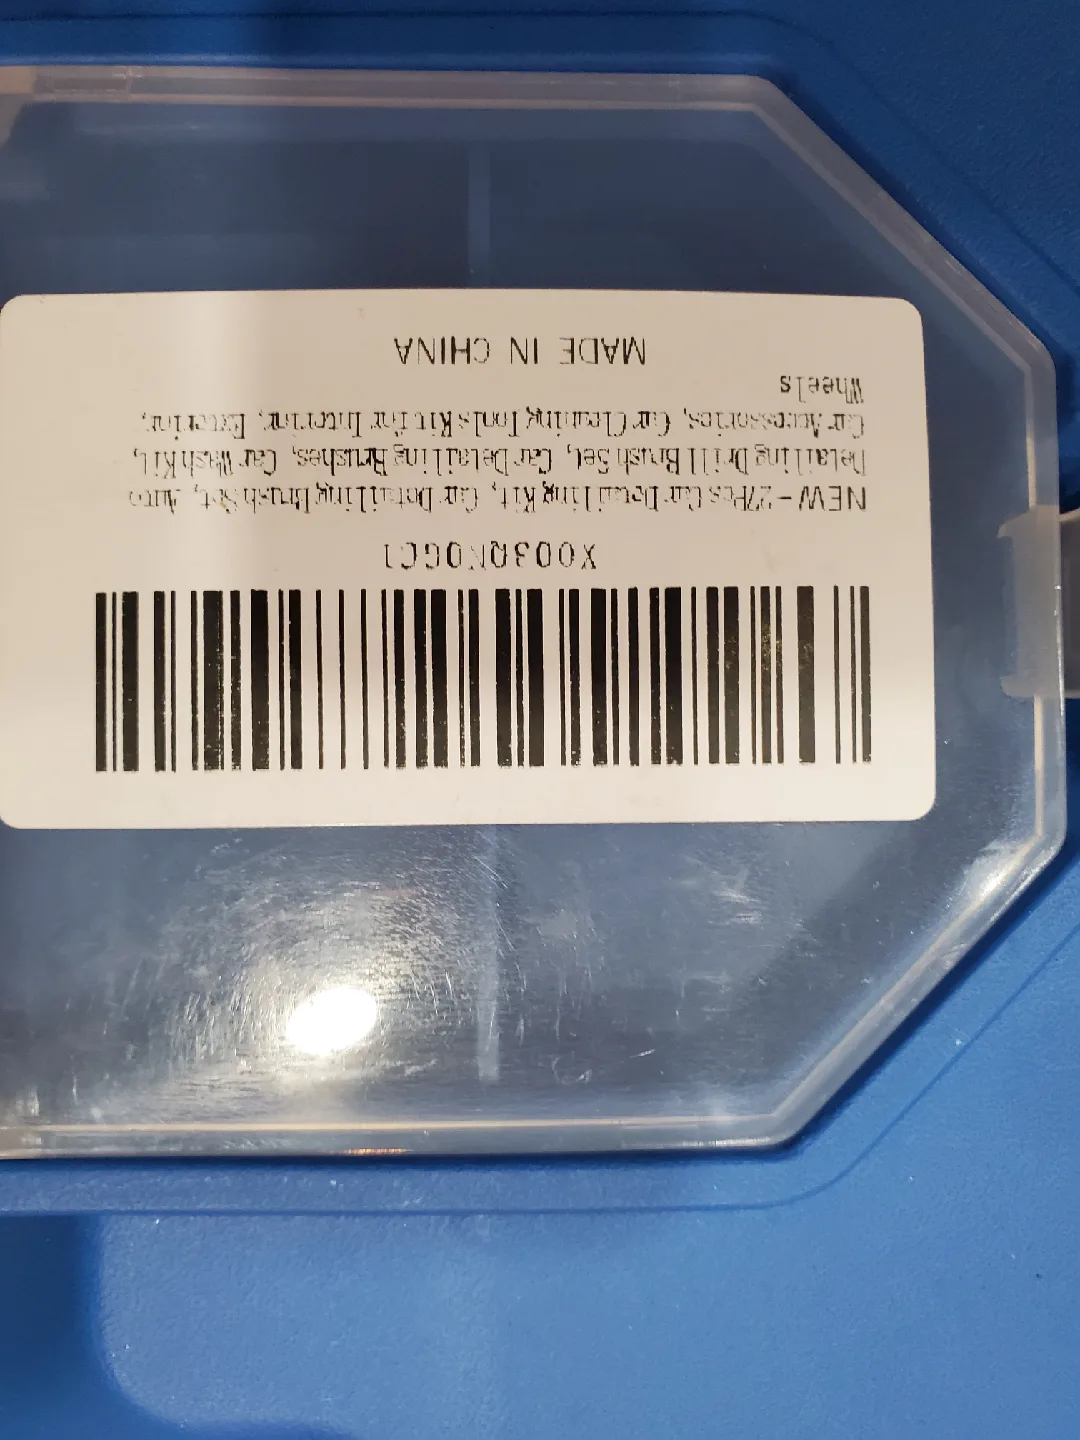 X003QNQGC1
NEW - 27Pcs Car Detailing Kit, Car Detailing Brush Set, Auto
Detailing Drill Brush Set, Car Detailing Brushes, Car Wash Kit,
Car Accessories, Car Cleaning Tools Kit for Interior, Exterior,
Wheels
MADE IN CHINA